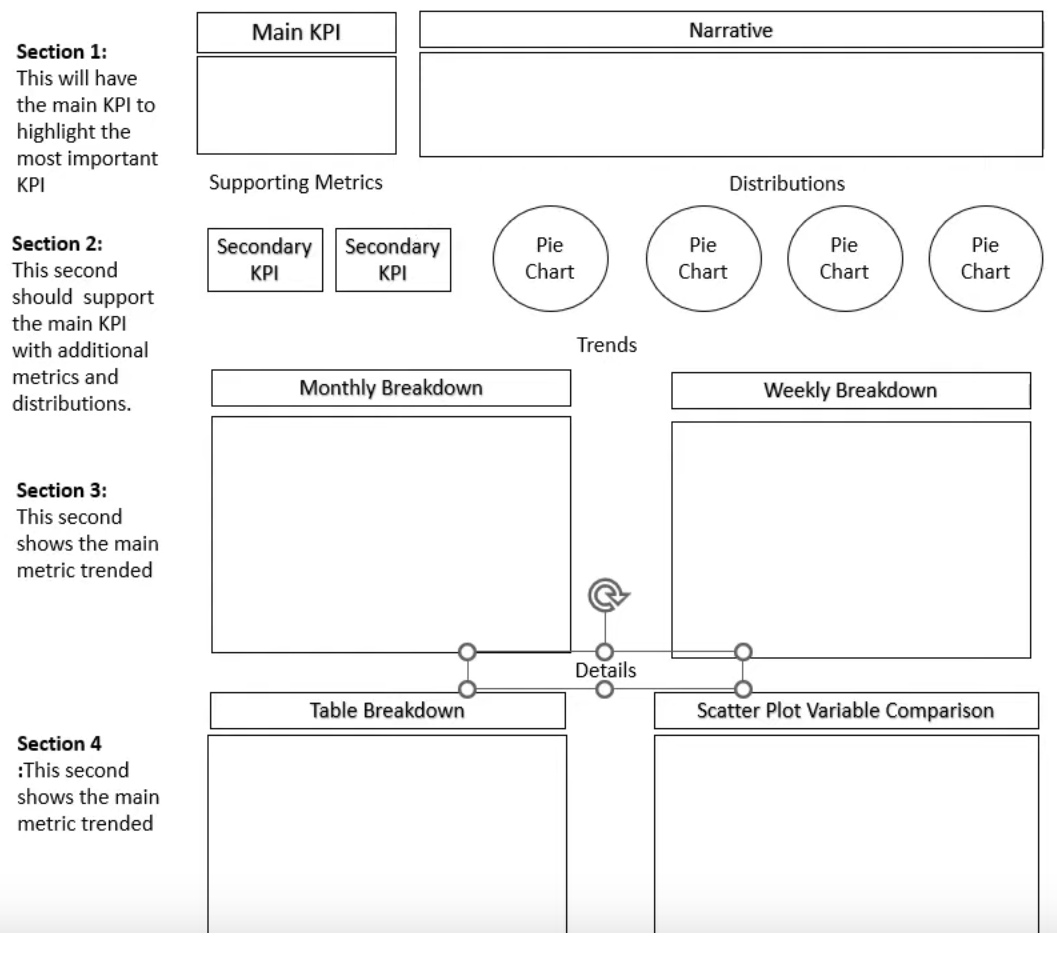 Main KPI
Narrative
Section 1:
This will have
the main KPI to
highlight the
most important
KPI
Supporting Metrics
Distributions
Section 2:
This second
should  support
the main KPI
with additional
metrics and
distributions.
Secondary
KPI
Secondary
KPI
Pie
Chart
Pie
Chart
Pie
Chart
Pie
Chart
Trends
Monthly Breakdown
Weekly Breakdown
Section 3:
This second
shows the main
metric trended
Details
Table Breakdown
Scatter Plot Variable Comparison
Section 4
:This second
shows the main
metric trended